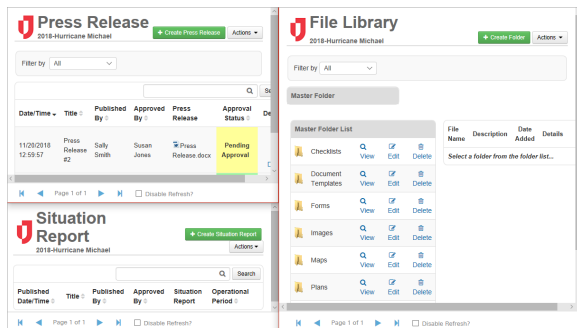 Press Release
2018-Hurricane Michael
+ Create Press Release
Actions
Filter by All
Date/Time Title Published By Approved By Press Release Approval Status
11/20/2018 12:59:57 Press Release #2 Sally Smith Susan Jones Press Release.docx Pending Approval
Page 1 of 1 Disable Refresh?
Situation Report
2018-Hurricane Michael
+ Create Situation Report
Actions
Search
Published Date/Time Title Published By Approved By Situation Report Operational Period
Page 1 of 1 Disable Refresh?
File Library
2018-Hurricane Michael
+ Create Folder
Actions
Filter by All
Master Folder
Master Folder List
Checklists View Edit Delete
Document Templates View Edit Delete
Forms View Edit Delete
Images View Edit Delete
Maps View Edit Delete
Plans View Edit Delete
File Name Description Date Added Details
Select a folder from the folder list...
Page 1 of 1 Disable Refresh?